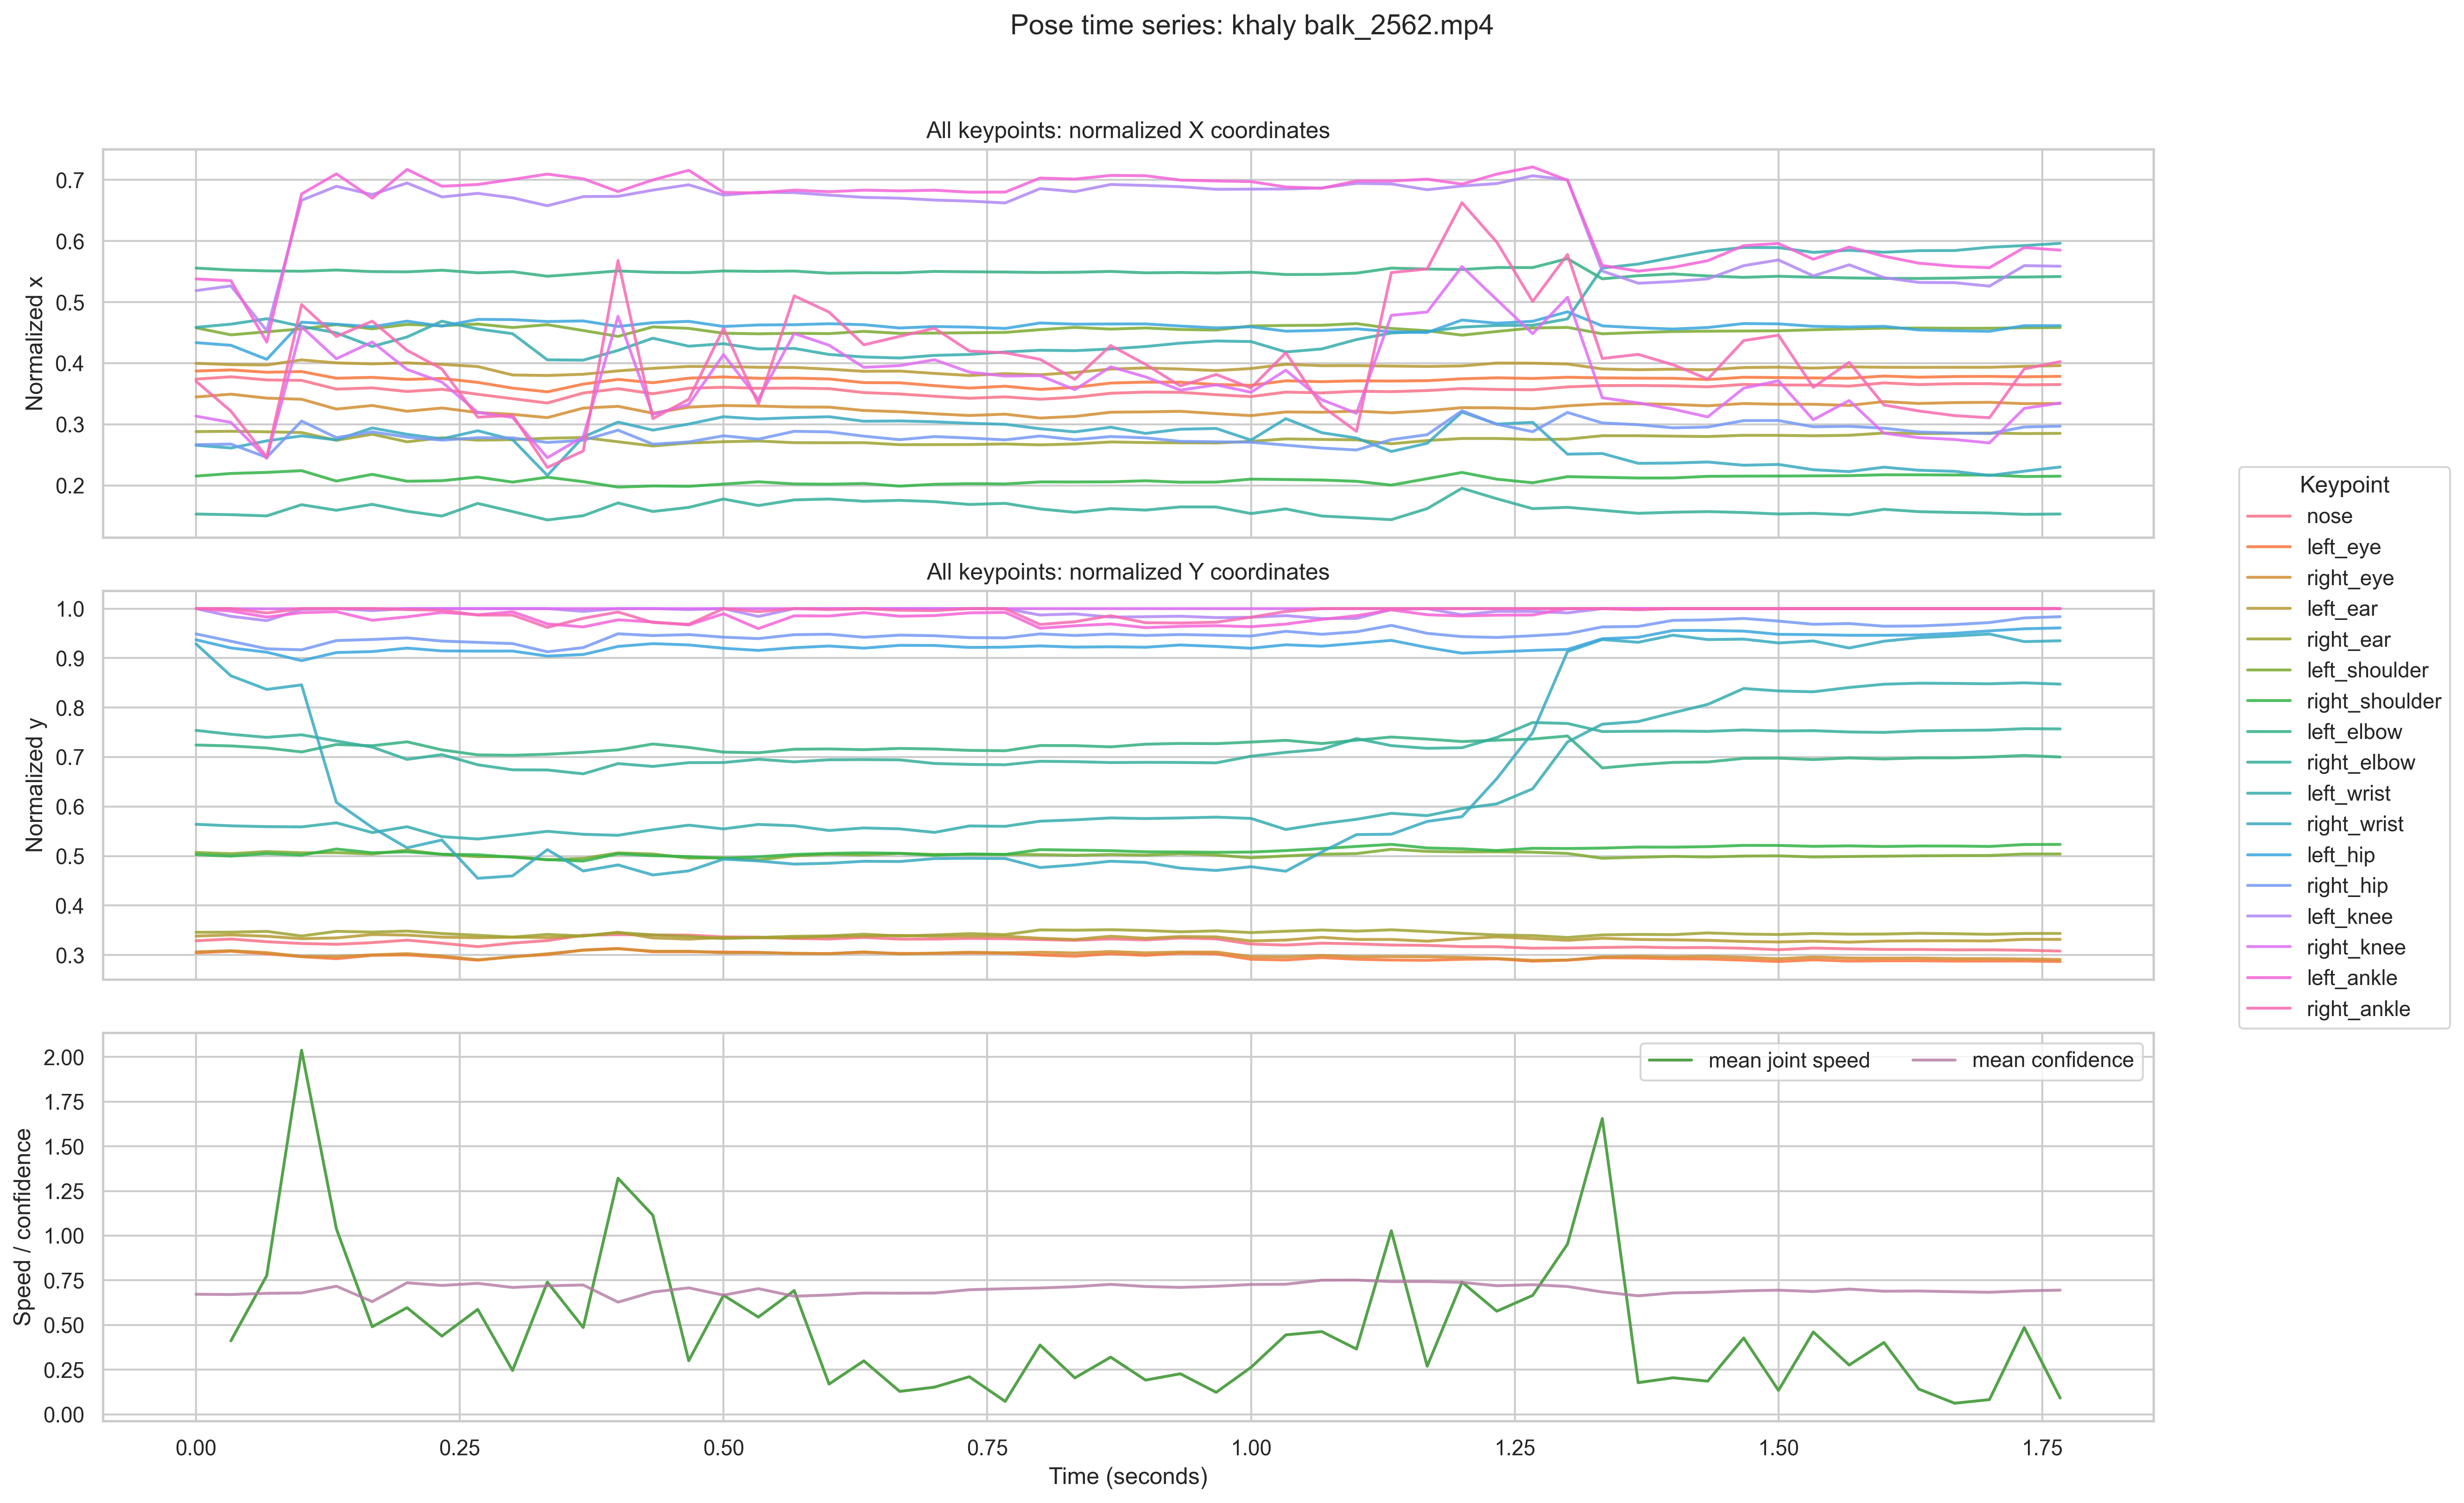 Pose time series: khaly balk_2562.mp4
All keypoints: normalized X coordinates
Normalized x
0.7
0.6
0.5
0.4
0.3
0.2
All keypoints: normalized Y coordinates
Normalized y
1.0
0.9
0.8
0.7
0.6
0.5
0.4
0.3
Keypoint
nose
left_eye
right_eye
left_ear
right_ear
left_shoulder
right_shoulder
left_elbow
right_elbow
left_wrist
right_wrist
left_hip
right_hip
left_knee
right_knee
left_ankle
right_ankle
mean joint speed mean confidence
Speed / confidence
2.00
1.75
1.50
1.25
1.00
0.75
0.50
0.25
0.00
0.00 0.25 0.50 0.75 1.00 1.25 1.50 1.75
Time (seconds)